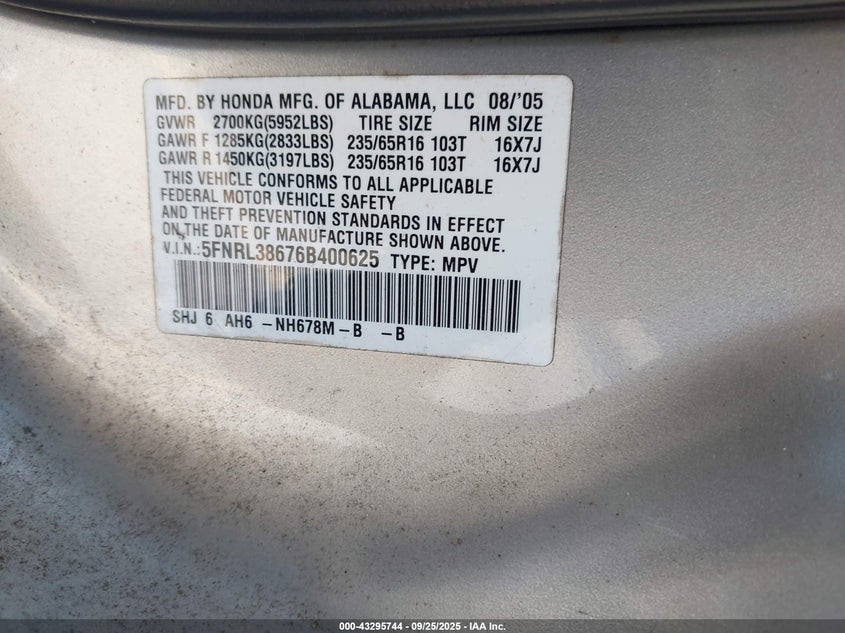 MFD. BY HONDA MFG. OF ALABAMA, LLC 08/'05
GVWR 2700KG(5952LBS) TIRE SIZE RIM SIZE
GAWR F 1285KG(2833LBS) 235/65R16 103T 16X7J
GAWR R 1450KG(3197LBS) 235/65R16 103T 16X7J
THIS VEHICLE CONFORMS TO ALL APPLICABLE
FEDERAL MOTOR VEHICLE SAFETY
AND THEFT PREVENTION STANDARDS IN EFFECT
ON THE DATE OF MANUFACTURE SHOWN ABOVE.
V.I.N.:5FNRL38676B400625 TYPE: MPV
SHJ 6 AH6 -NH678M -B -B
000-43295744 | 09/25/2025 | IAA Inc.